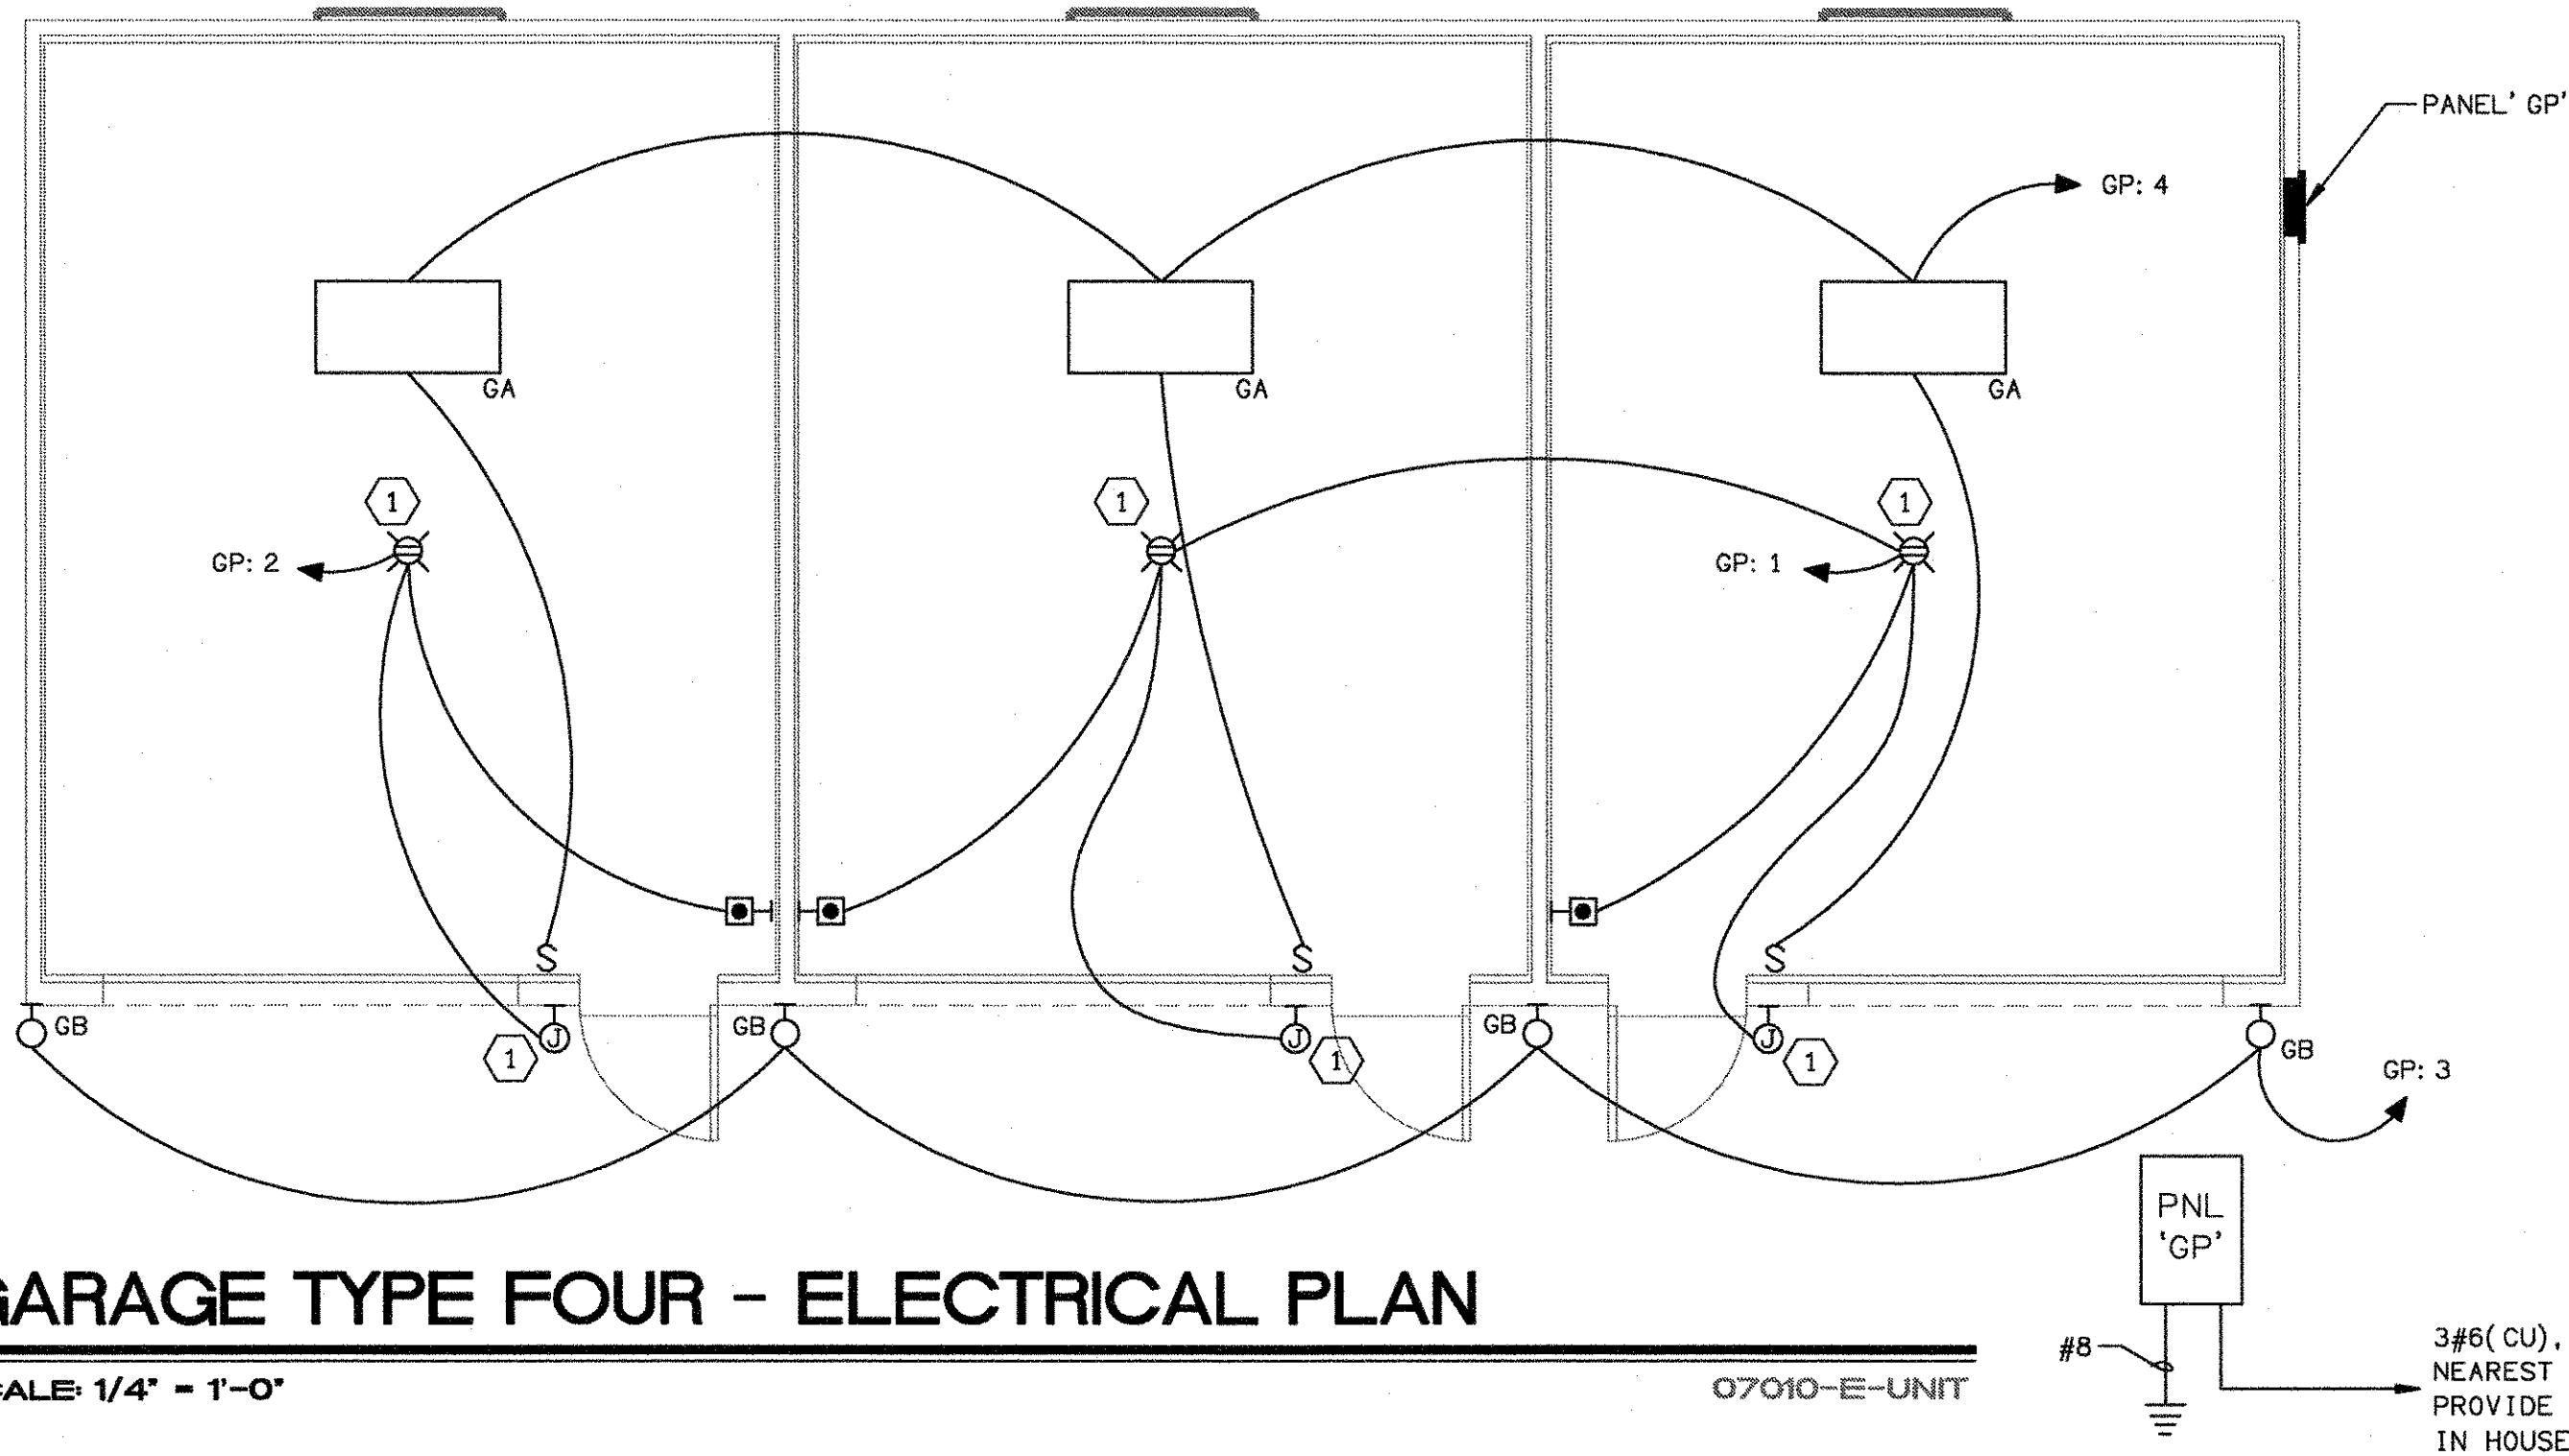 PANEL' GP'
GP: 4
GA
GA
GA
1
1
1
GP: 2
GP: 1
S
S
S
GB
GB
GB
GB
J
J
J
1
1
1
GP: 3
PNL
'GP'
GARAGE TYPE FOUR - ELECTRICAL PLAN
SCALE: 1/4" = 1'-0"
07010-E-UNIT
#8
3#6(CU),
NEAREST
PROVIDE
IN HOUSE